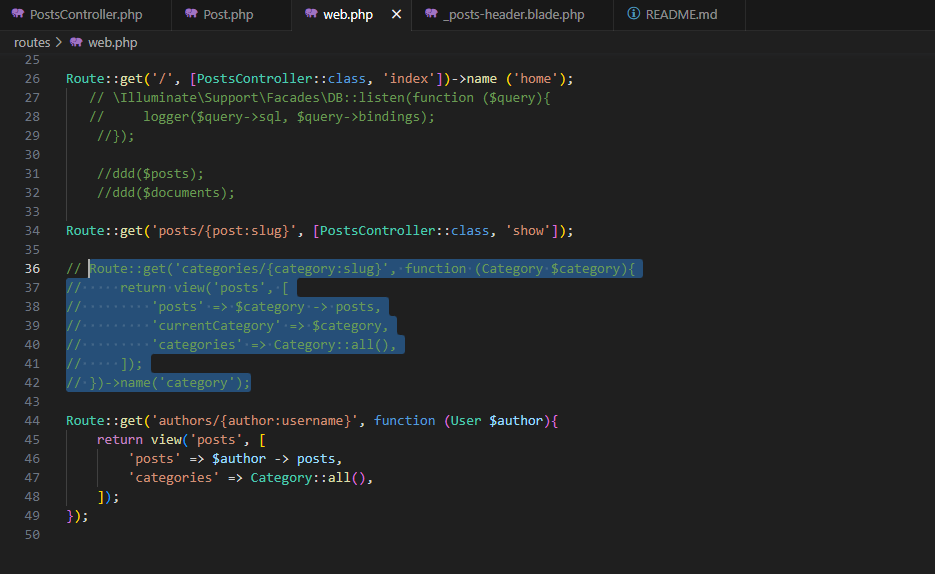 PostsController.php Post.php web.php × _posts-header.blade.php README.md
routes > web.php
25
26 Route::get('/', [PostsController::class, 'index'])->name ('home');
27 // \Illuminate\Support\Facades\DB::listen(function ($query){
28 // logger($query->sql, $query->bindings);
29 //});
30
31 //ddd($posts);
32 //ddd($documents);
33
34 Route::get('posts/{post:slug}', [PostsController::class, 'show']);
35
36 // Route::get('categories/{category:slug}', function (Category $category){
37 // return view('posts', [
38 // 'posts' => $category -> posts,
39 // 'currentCategory' => $category,
40 // 'categories' => Category::all(),
41 // ]);
42 // })->name('category');
43
44 Route::get('authors/{author:username}', function (User $author){
45 return view('posts', [
46 'posts' => $author -> posts,
47 'categories' => Category::all(),
48 ]);
49 });
50